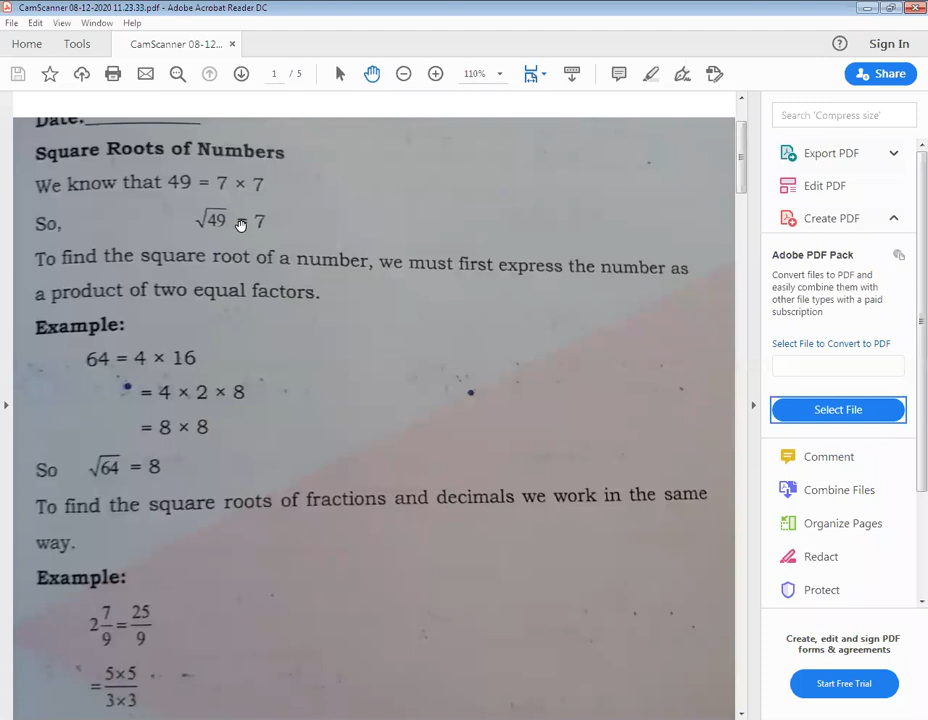 CamScanner 08-12-2020 11.23.33.pdf - Adobe Acrobat Reader DC
File Edit View Window Help
Home Tools CamScanner 08-12... × Sign In
1 / 5 110% Share
Date:
Square Roots of Numbers
We know that 49 = 7 × 7
So, √49 = 7
To find the square root of a number, we must first express the number as
a product of two equal factors.
Example:
64 = 4 × 16
= 4 × 2 × 8
= 8 × 8
So √64 = 8
To find the square roots of fractions and decimals we work in the same
way.
Example:
2 7/9 = 25/9
= 5×5/3×3
Search 'Compress size'
Export PDF
Edit PDF
Create PDF
Adobe PDF Pack
Convert files to PDF and
easily combine them with
other file types with a paid
subscription
Select File to Convert to PDF
Select File
Comment
Combine Files
Organize Pages
Redact
Protect
Create, edit and sign PDF
forms & agreements
Start Free Trial